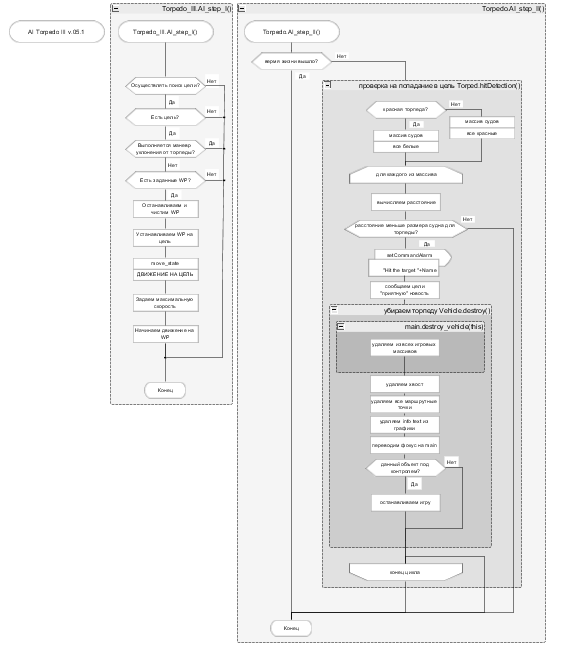 AI Torpedo III v.05.1
Torpedo_III.AI_step_I()
Torpedo_III.AI_step_I()
Осуществлять поиск цели?
Нет
Да
Есть цель?
Нет
Да
Выполняется маневр
уклонения от торпеды?
Да
Нет
Есть заданные WP?
Нет
Да
Останавливаем и
чистим WP
Устанавливаем WP на
цель
move_state
ДВИЖЕНИЕ НА ЦЕЛЬ
Задаем максимальную
скорость
Начинаем движение на
WP
Конец
Torpedo.AI_step_II()
Torpedo.AI_step_II()
время жизни вышло?
Нет
Да
проверка на попадание в цель Torped.hitDetection()
красная торпеда?
Нет
Да
массив судов
все белые
массив судов
все красные
для каждого из массива
вычисляем расстояние
расстояние меньше размера судна для
торпеды?
Нет
Да
setCommandAlarm
"Hit the target "+Name
сообщаем цели
"приятную" новость
убираем торпеду Vehicle.destroy()
main.destroy_vehicle(this)
удаляем из всех игровых
массивов
удаляем хвост
удаляем все маршрутные
точки
удаляем info text из
графики
переводим фокус на main
данный объект под
контролем?
Нет
Да
останавливаем игру
конец цикла
Конец